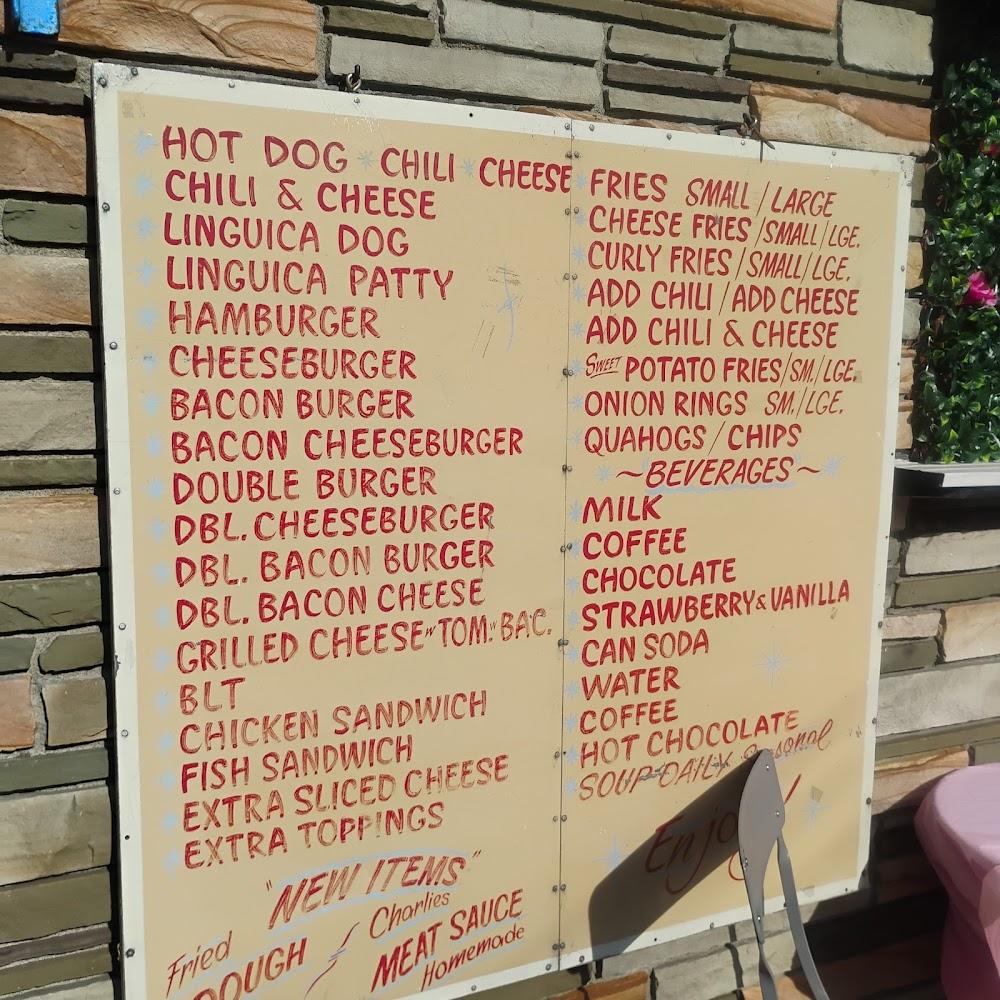 HOT DOG * CHILI * CHEESE
CHILI & CHEESE
LINGUICA DOG
LINGUICA PATTY
HAMBURGER
CHEESEBURGER
BACON BURGER
BACON CHEESEBURGER
DOUBLE BURGER
DBL. CHEESEBURGER
DBL. BACON BURGER
DBL. BACON CHEESE
GRILLED CHEESE "TOM." BAC.
BLT
CHICKEN SANDWICH
FISH SANDWICH
EXTRA SLICED CHEESE
EXTRA TOPPINGS
"NEW ITEMS"
Fried
DOUGH
Charlies
MEAT SAUCE
Homemade
FRIES SMALL / LARGE
CHEESE FRIES / SMALL / LGE.
CURLY FRIES / SMALL / LGE.
ADD CHILI / ADD CHEESE
ADD CHILI & CHEESE
SWEET POTATO FRIES / SM. / LGE.
ONION RINGS SM. / LGE.
QUAHOGS / CHIPS
~ BEVERAGES ~
MILK
COFFEE
CHOCOLATE
STRAWBERRY & VANILLA
CAN SODA
WATER
COFFEE
HOT CHOCOLATE
SOUP DAILY